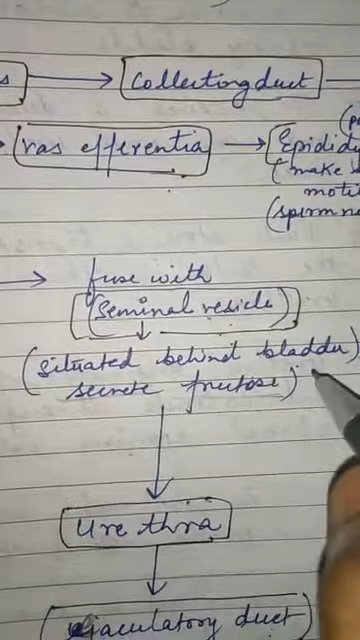 s
Collecting duct
(p
vas efferentia
Epididy
(make
moti
(sperm
fuse with
(Seminal vesicle)
(situated behind bladder
secrete fructose)
Urethra
ejaculatory duct